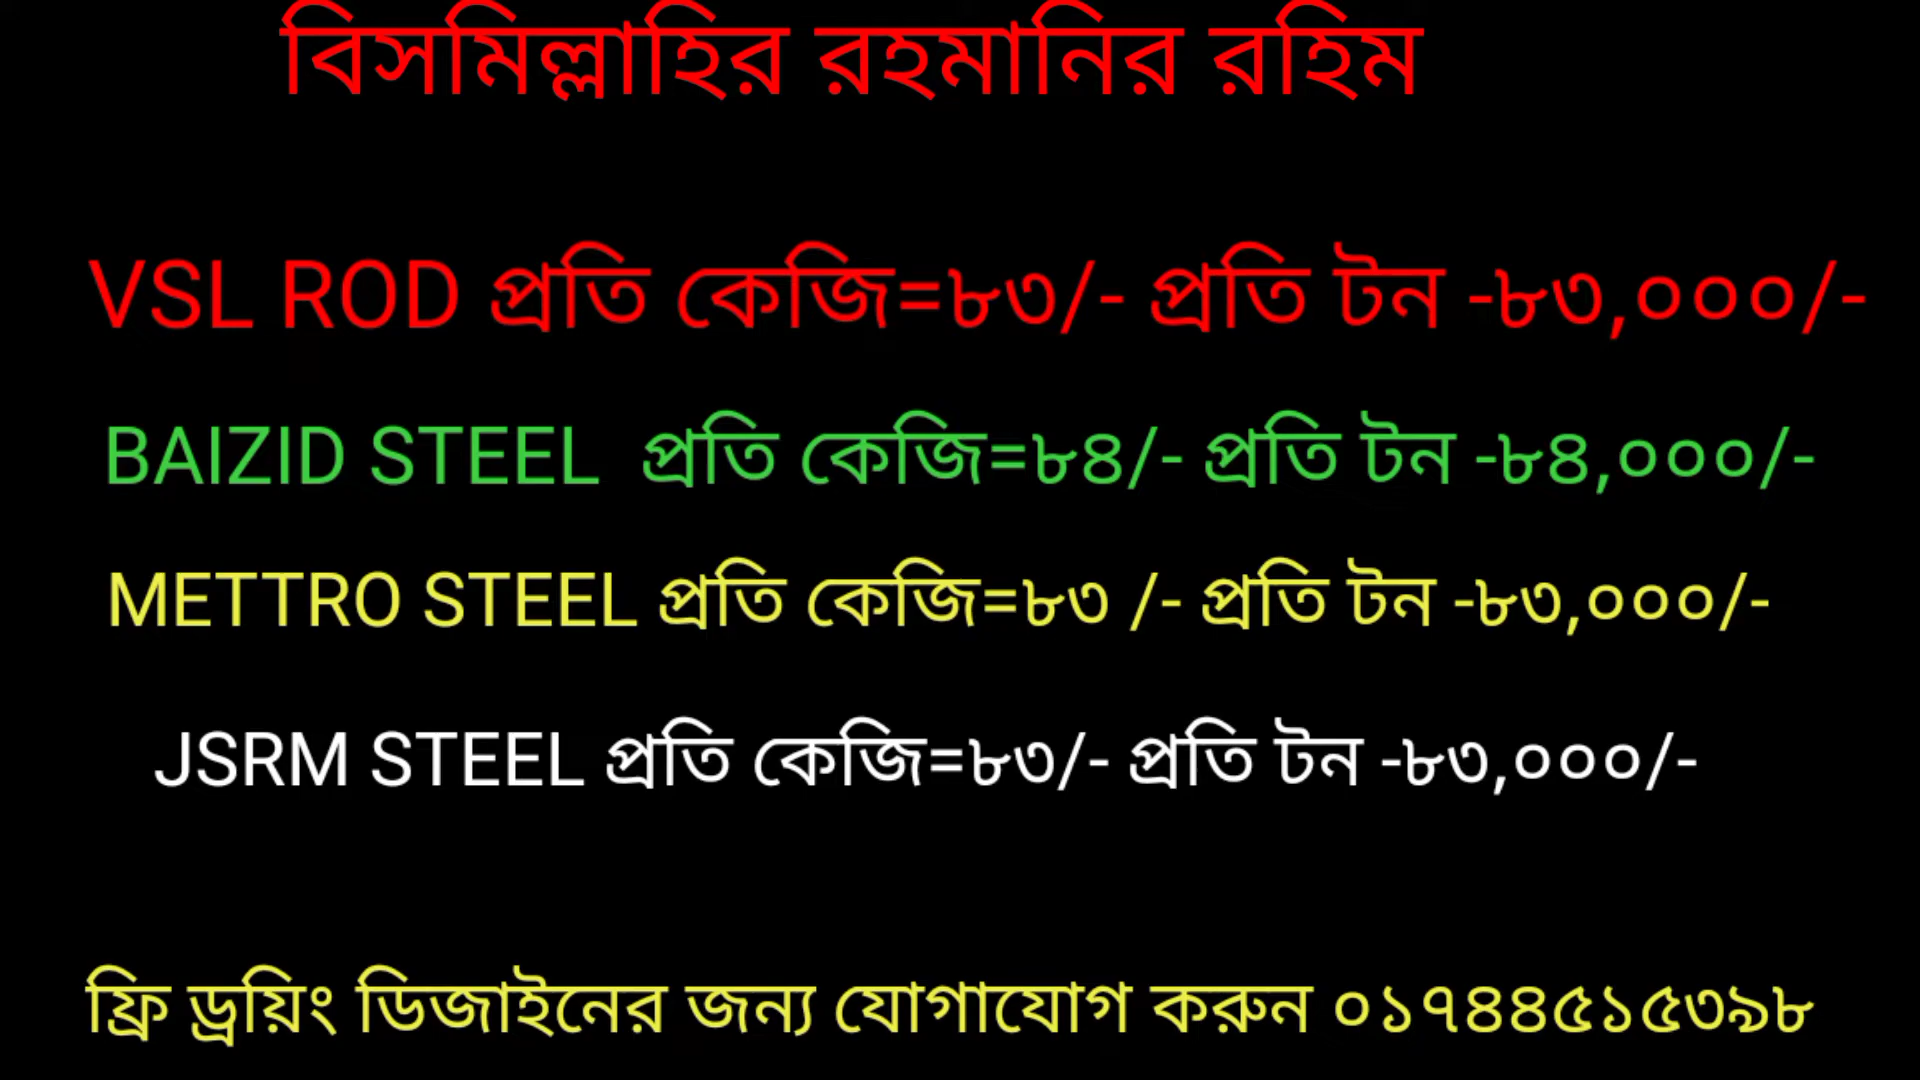 বিসমিল্লাহির রহমানির রহিম
VSL ROD প্রতি কেজি=৮৩/- প্রতি টন -৮৩,০০০/-
BAIZID STEEL প্রতি কেজি=৮৪/- প্রতি টন -৮৪,০০০/-
METTRO STEEL প্রতি কেজি=৮৩ /- প্রতি টন -৮৩,০০০/-
JSRM STEEL প্রতি কেজি=৮৩/- প্রতি টন -৮৩,০০০/-
ফ্রি ড্রয়িং ডিজাইনের জন্য যোগাযোগ করুন ০১৭৪৪৫১৫৩৯৮